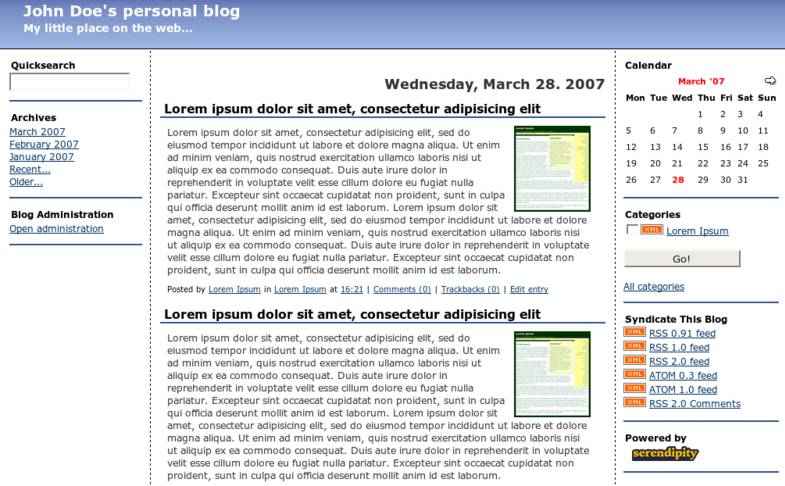 John Doe's personal blog
My little place on the web...
Quicksearch
Archives
March 2007
February 2007
January 2007
Recent...
Older...
Blog Administration
Open administration
Wednesday, March 28. 2007
Lorem ipsum dolor sit amet, consectetur adipisicing elit
Lorem ipsum dolor sit amet, consectetur adipisicing elit, sed do
eiusmod tempor incididunt ut labore et dolore magna aliqua. Ut enim
ad minim veniam, quis nostrud exercitation ullamco laboris nisi ut
aliquip ex ea commodo consequat. Duis aute irure dolor in
reprehenderit in voluptate velit esse cillum dolore eu fugiat nulla
pariatur. Excepteur sint occaecat cupidatat non proident, sunt in culpa
qui officia deserunt mollit anim id est laborum. Lorem ipsum dolor sit
amet, consectetur adipisicing elit, sed do eiusmod tempor incididunt ut labore et dolore
magna aliqua. Ut enim ad minim veniam, quis nostrud exercitation ullamco laboris nisi
ut aliquip ex ea commodo consequat. Duis aute irure dolor in reprehenderit in voluptate
velit esse cillum dolore eu fugiat nulla pariatur. Excepteur sint occaecat cupidatat non
proident, sunt in culpa qui officia deserunt mollit anim id est laborum.
Posted by Lorem Ipsum in Lorem Ipsum at 16:21 | Comments (0) | Trackbacks (0) | Edit entry
Lorem ipsum dolor sit amet, consectetur adipisicing elit
Lorem ipsum dolor sit amet, consectetur adipisicing elit, sed do
eiusmod tempor incididunt ut labore et dolore magna aliqua. Ut enim
ad minim veniam, quis nostrud exercitation ullamco laboris nisi ut
aliquip ex ea commodo consequat. Duis aute irure dolor in
reprehenderit in voluptate velit esse cillum dolore eu fugiat nulla
pariatur. Excepteur sint occaecat cupidatat non proident, sunt in culpa
qui officia deserunt mollit anim id est laborum. Lorem ipsum dolor sit
amet, consectetur adipisicing elit, sed do eiusmod tempor incididunt ut labore et dolore
magna aliqua. Ut enim ad minim veniam, quis nostrud exercitation ullamco laboris nisi
ut aliquip ex ea commodo consequat. Duis aute irure dolor in reprehenderit in voluptate
velit esse cillum dolore eu fugiat nulla pariatur. Excepteur sint occaecat cupidatat non
proident, sunt in culpa qui officia deserunt mollit anim id est laborum.
Calendar
March '07
Mon Tue Wed Thu Fri Sat Sun
1 2 3 4
5 6 7 8 9 10 11
12 13 14 15 16 17 18
19 20 21 22 23 24 25
26 27 28 29 30 31
Categories
XML Lorem Ipsum
Go!
All categories
Syndicate This Blog
XML RSS 0.91 feed
XML RSS 1.0 feed
XML RSS 2.0 feed
XML ATOM 0.3 feed
XML ATOM 1.0 feed
XML RSS 2.0 Comments
Powered by
serendipity